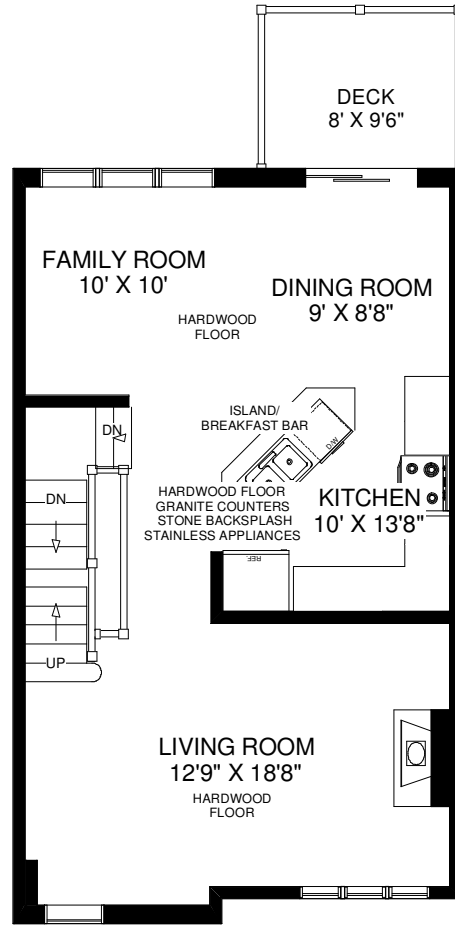 DECK
8' X 9'6"
FAMILY ROOM
10' X 10'
DINING ROOM
9' X 8'8"
HARDWOOD
FLOOR
ISLAND/
BREAKFAST BAR
DN
D/W
DN
HARDWOOD FLOOR
GRANITE COUNTERS
STONE BACKSPLASH
STAINLESS APPLIANCES
KITCHEN
10' X 13'8"
REF.
UP
LIVING ROOM
12'9" X 18'8"
HARDWOOD
FLOOR